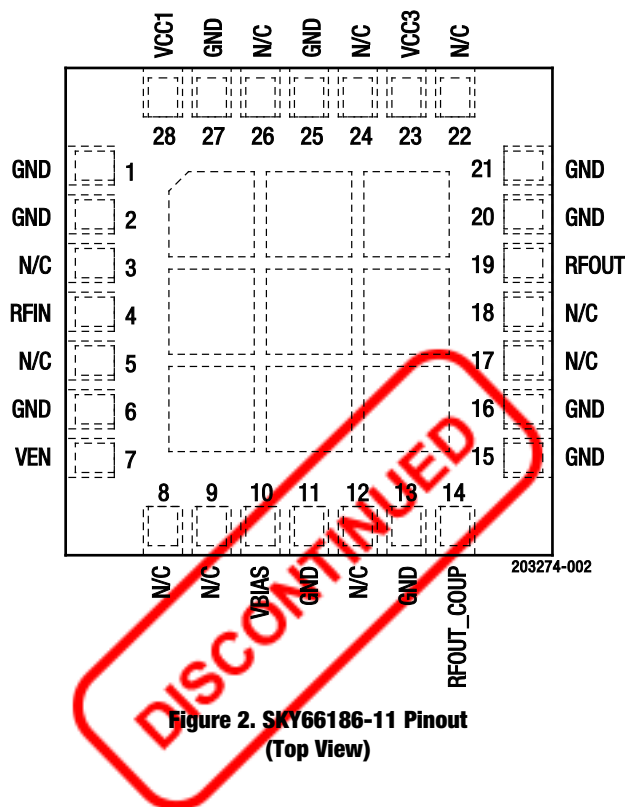 VCC1 GND N/C GND N/C VCC3 N/C
28 27 26 25 24 23 22
GND 1 21 GND
GND 2 20 GND
N/C 3 19 RFOUT
RFIN 4 18 N/C
N/C 5 17 N/C
GND 6 16 GND
VEN 7 15 GND
8 9 10 11 12 13 14
N/C N/C VBIAS GND N/C GND RFOUT_COUP
203274-002
DISCONTINUED
Figure 2. SKY66186-11 Pinout
(Top View)